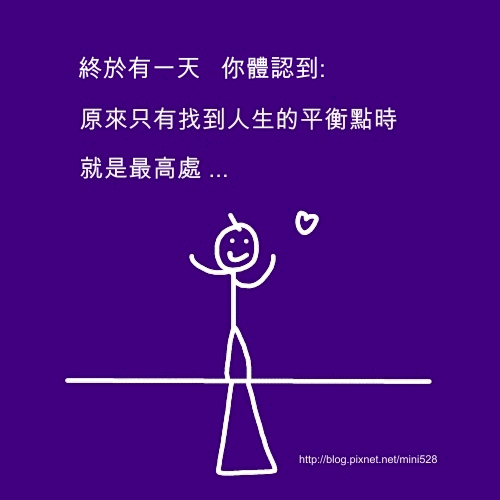 終於有一天 你體認到:
原來只有找到人生的平衡點時
就是最高處 ...
http://blog.pixnet.net/mini528